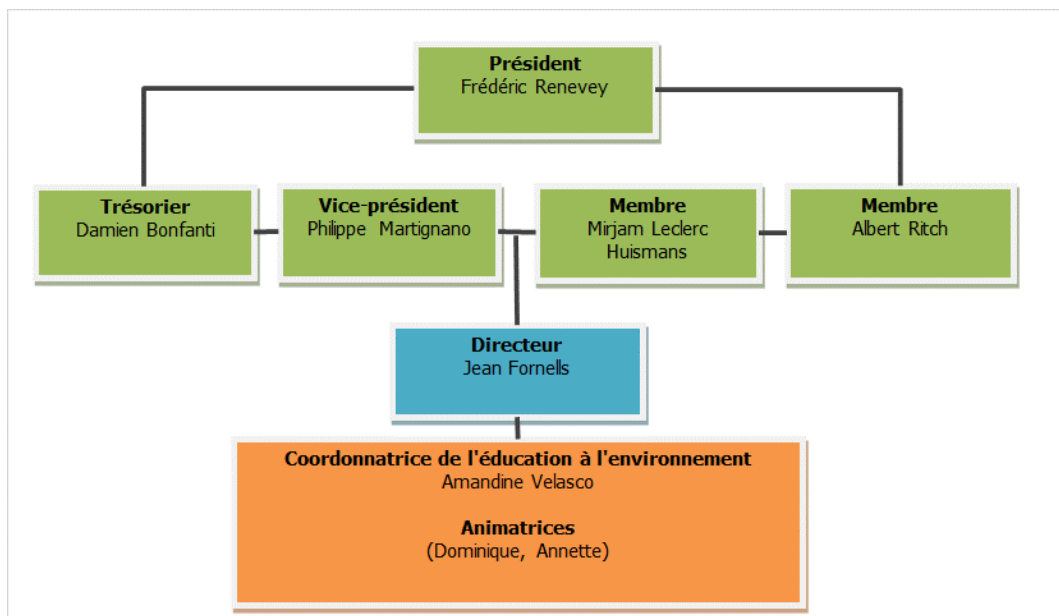 Président
Frédéric Renevey
Trésorier
Damien Bonfanti
Vice-président
Philippe Martignano
Membre
Mirjam Leclerc
Huismans
Membre
Albert Ritch
Directeur
Jean Fornells
Coordonnatrice de l'éducation à l'environnement
Amandine Velasco
Animatrices
(Dominique, Annette)